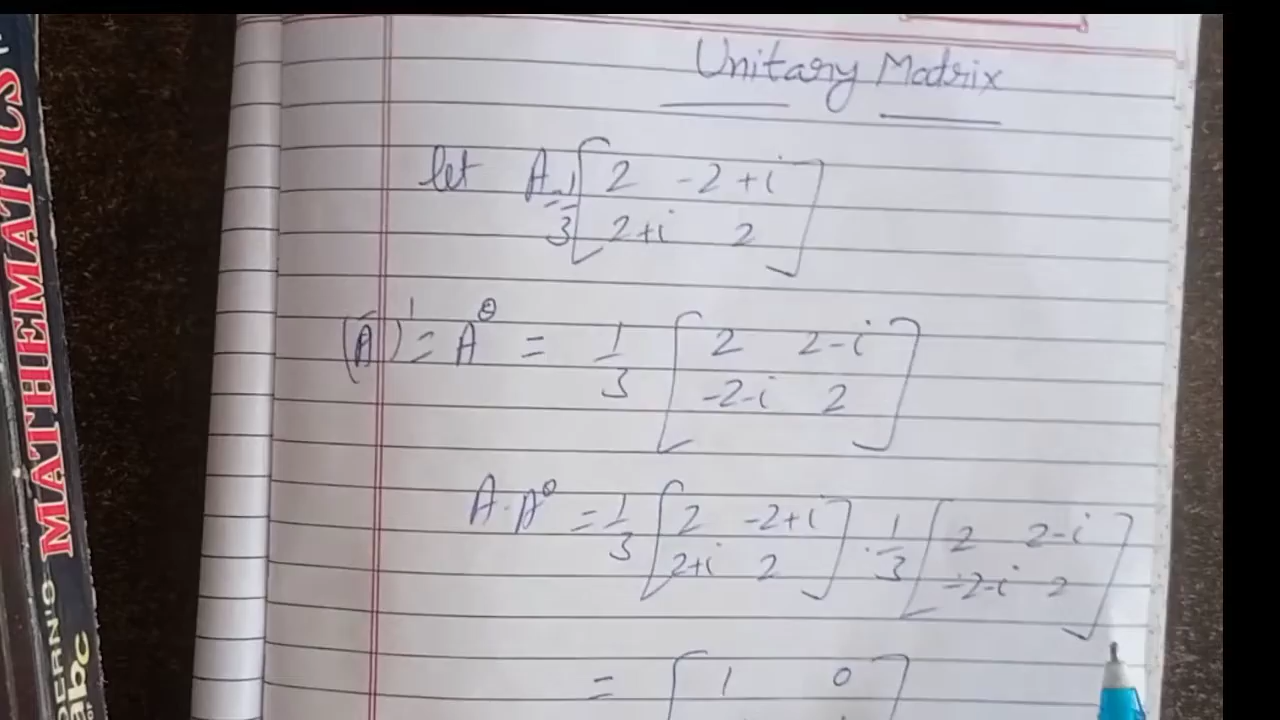 MATHEMATICS
DERN'S
abc
Unitary Matrix
let A = 1/3 [2 -2+i
2+i 2]
(Ā)' = A^θ = 1/3 [2 2-i
-2-i 2]
A·A^θ = 1/3 [2 -2+i
2+i 2] · 1/3 [2 2-i
-2-i 2]
= [1 0